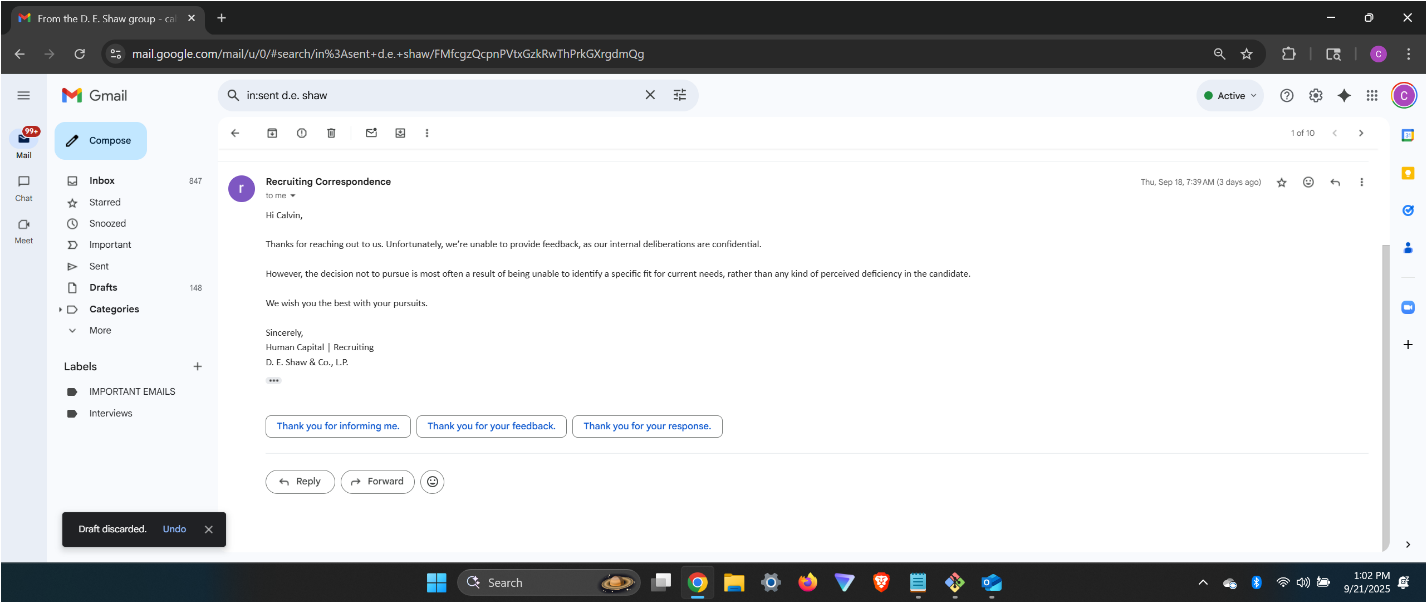 From the D. E. Shaw group - cal
mail.google.com/mail/u/0/#search/in%3Asent+d.e.+shaw/FMfcgzQcpnPVtxGzkRwThPrkGXrgdmQg
C
Gmail
in:sent d.e. shaw
Active
C
99+
Mail
Chat
Meet
Compose
Inbox 847
Starred
Snoozed
Important
Sent
Drafts 148
Categories
More
Labels
IMPORTANT EMAILS
Interviews
1 of 10
r
Recruiting Correspondence
Thu, Sep 18, 7:39 AM (3 days ago)
to me
Hi Calvin,
Thanks for reaching out to us. Unfortunately, we're unable to provide feedback, as our internal deliberations are confidential.
However, the decision not to pursue is most often a result of being unable to identify a specific fit for current needs, rather than any kind of perceived deficiency in the candidate.
We wish you the best with your pursuits.
Sincerely,
Human Capital | Recruiting
D. E. Shaw & Co., L.P.
Thank you for informing me.
Thank you for your feedback.
Thank you for your response.
Reply
Forward
Draft discarded. Undo
Search
1:02 PM
9/21/2025